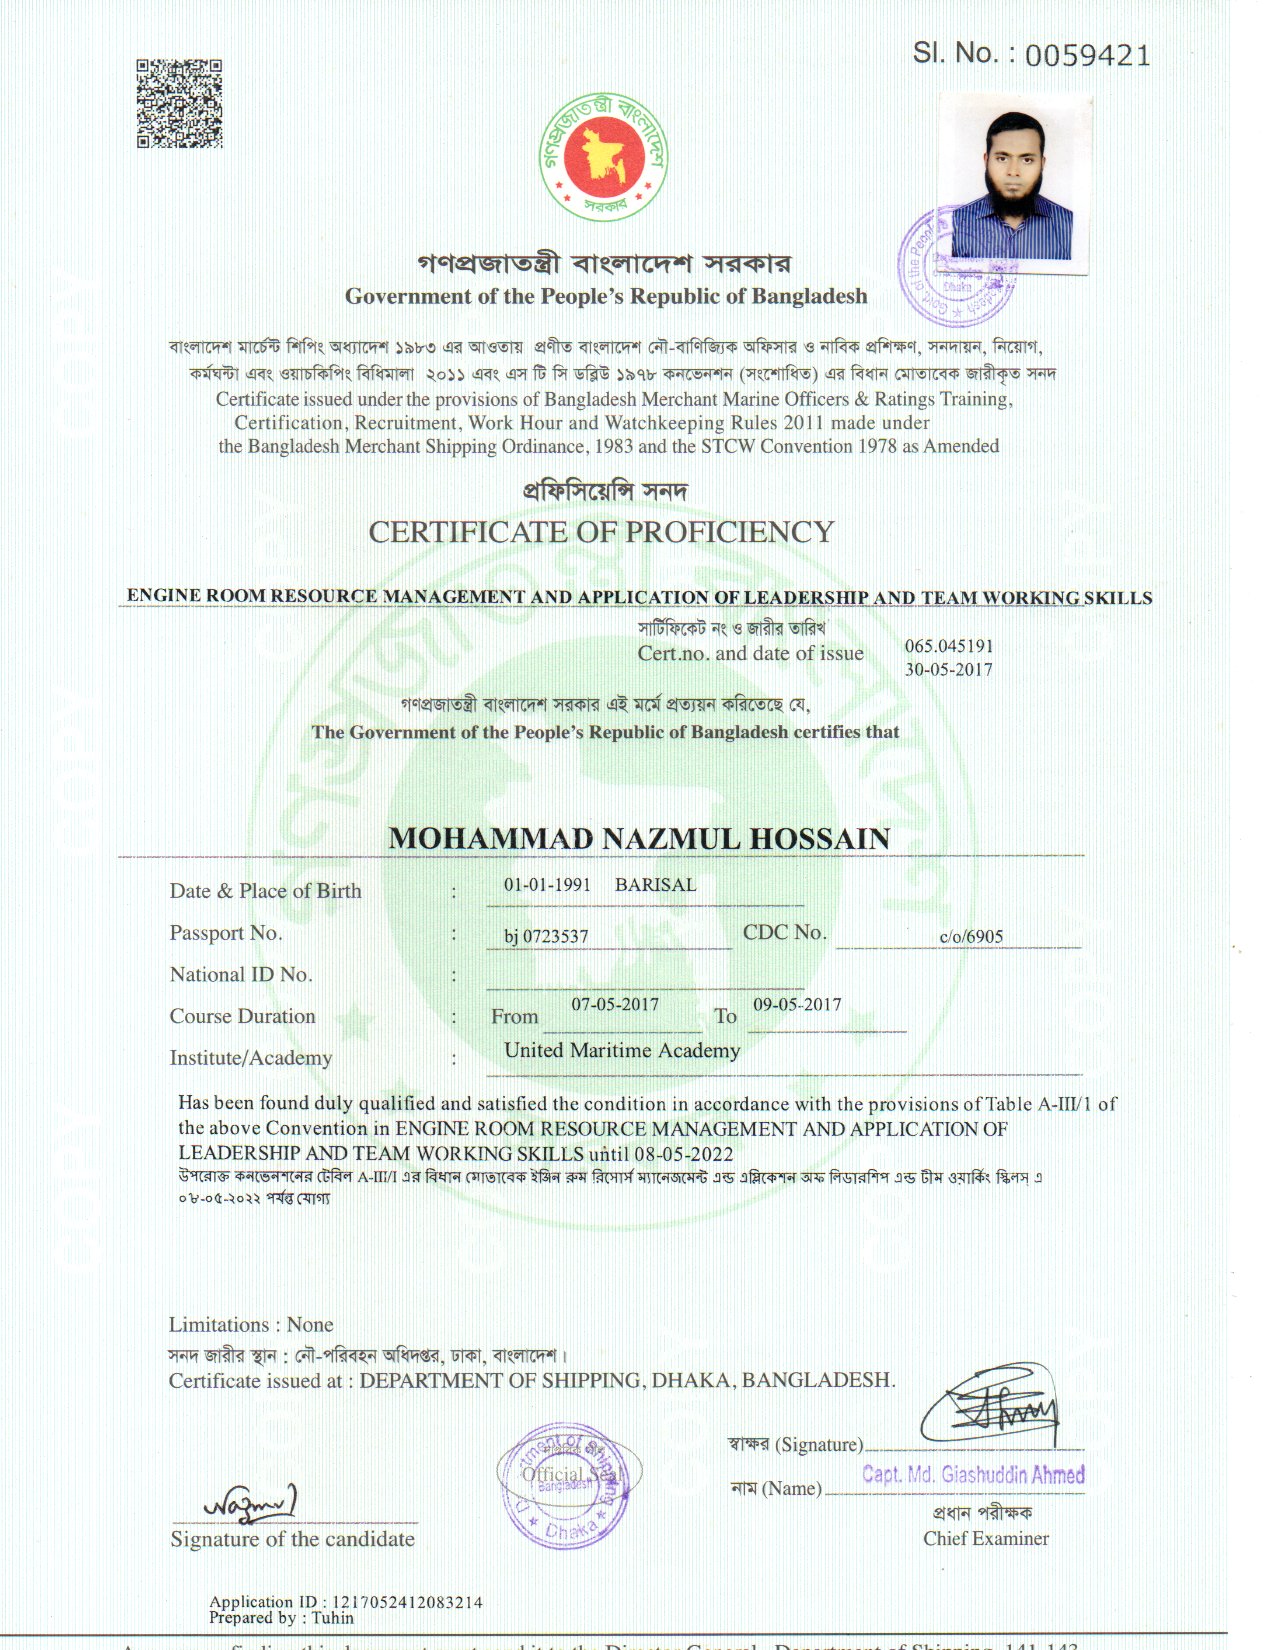 Sl. No. : 0059421
গণপ্রজাতন্ত্রী বাংলাদেশ
সরকার
গণপ্রজাতন্ত্রী বাংলাদেশ সরকার
Government of the People's Republic of Bangladesh
বাংলাদেশ মার্চেন্ট শিপিং অধ্যাদেশ ১৯৮৩ এর আওতায় প্রণীত বাংলাদেশ নৌ-বাণিজ্যিক অফিসার ও নাবিক প্রশিক্ষণ, সনদায়ন, নিয়োগ,
কর্মঘন্টা এবং ওয়াচকিপিং বিধিমালা ২০১১ এবং এস টি সি ডব্লিউ ১৯৭৮ কনভেনশন (সংশোধিত) এর বিধান মোতাবেক জারীকৃত সনদ
Certificate issued under the provisions of Bangladesh Merchant Marine Officers & Ratings Training,
Certification, Recruitment, Work Hour and Watchkeeping Rules 2011 made under
the Bangladesh Merchant Shipping Ordinance, 1983 and the STCW Convention 1978 as Amended
প্রফিসিয়েন্সি সনদ
CERTIFICATE OF PROFICIENCY
ENGINE ROOM RESOURCE MANAGEMENT AND APPLICATION OF LEADERSHIP AND TEAM WORKING SKILLS
সার্টিফিকেট নং ও জারীর তারিখ
Cert.no. and date of issue 065.045191
30-05-2017
গণপ্রজাতন্ত্রী বাংলাদেশ সরকার এই মর্মে প্রত্যয়ন করিতেছে যে,
The Government of the People's Republic of Bangladesh certifies that
MOHAMMAD NAZMUL HOSSAIN
Date & Place of Birth : 01-01-1991 BARISAL
Passport No. : bj 0723537 CDC No. c/o/6905
National ID No. :
Course Duration : From 07-05-2017 To 09-05-2017
Institute/Academy : United Maritime Academy
Has been found duly qualified and satisfied the condition in accordance with the provisions of Table A-III/1 of
the above Convention in ENGINE ROOM RESOURCE MANAGEMENT AND APPLICATION OF
LEADERSHIP AND TEAM WORKING SKILLS until 08-05-2022
উপরোক্ত কনভেনশনের টেবিল A-III/I এর বিধান মোতাবেক ইঞ্জিন রুম রিসোর্স ম্যানেজমেন্ট এন্ড এপ্লিকেশন অফ লিডারশিপ এন্ড টীম ওয়ার্কিং স্কিলস এ
০৮-০৫-২০২২ পর্যন্ত যোগ্য
Limitations : None
সনদ জারীর স্থান : নৌ-পরিবহন অধিদপ্তর, ঢাকা, বাংলাদেশ।
Certificate issued at : DEPARTMENT OF SHIPPING, DHAKA, BANGLADESH.
স্বাক্ষর (Signature)
Official Seal
Bangladesh
Dhaka
নাম (Name) Capt. Md. Giashuddin Ahmed
প্রধান পরীক্ষক
Chief Examiner
Nazmul
Signature of the candidate
Application ID : 1217052412083214
Prepared by : Tuhin